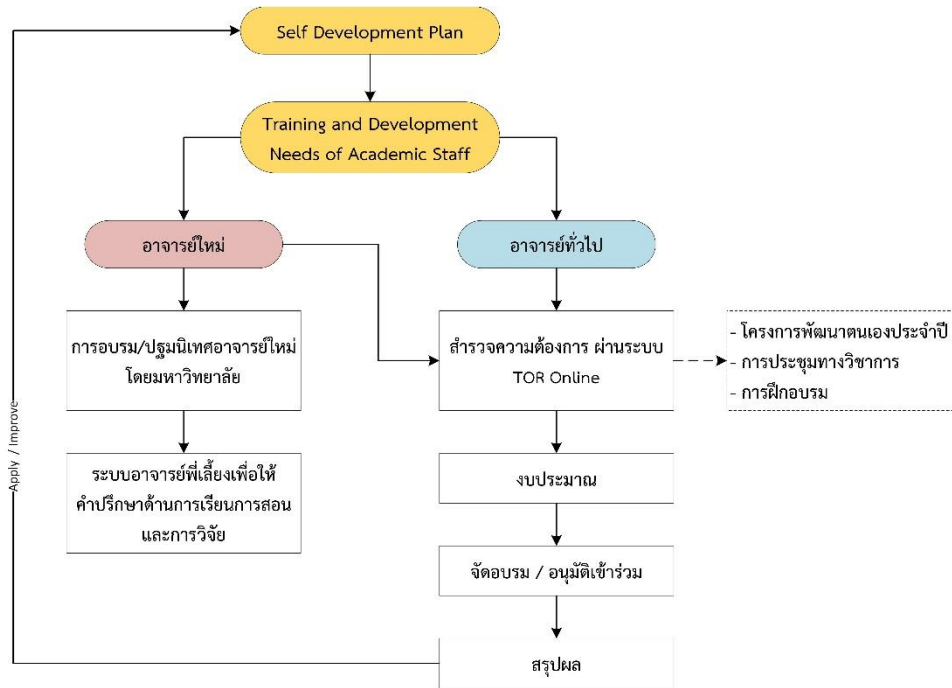 Self Development Plan
Training and Development
Needs of Academic Staff
อาจารย์ใหม่
อาจารย์ทั่วไป
การอบรม/ปฐมนิเทศอาจารย์ใหม่
โดยมหาวิทยาลัย
สำรวจความต้องการ ผ่านระบบ
TOR Online
- โครงการพัฒนาตนเองประจำปี
- การประชุมทางวิชาการ
- การฝึกอบรม
ระบบอาจารย์พี่เลี้ยงเพื่อให้
คำปรึกษาด้านการเรียนการสอน
และการวิจัย
งบประมาณ
จัดอบรม / อนุมัติเข้าร่วม
สรุปผล
Apply / Improve